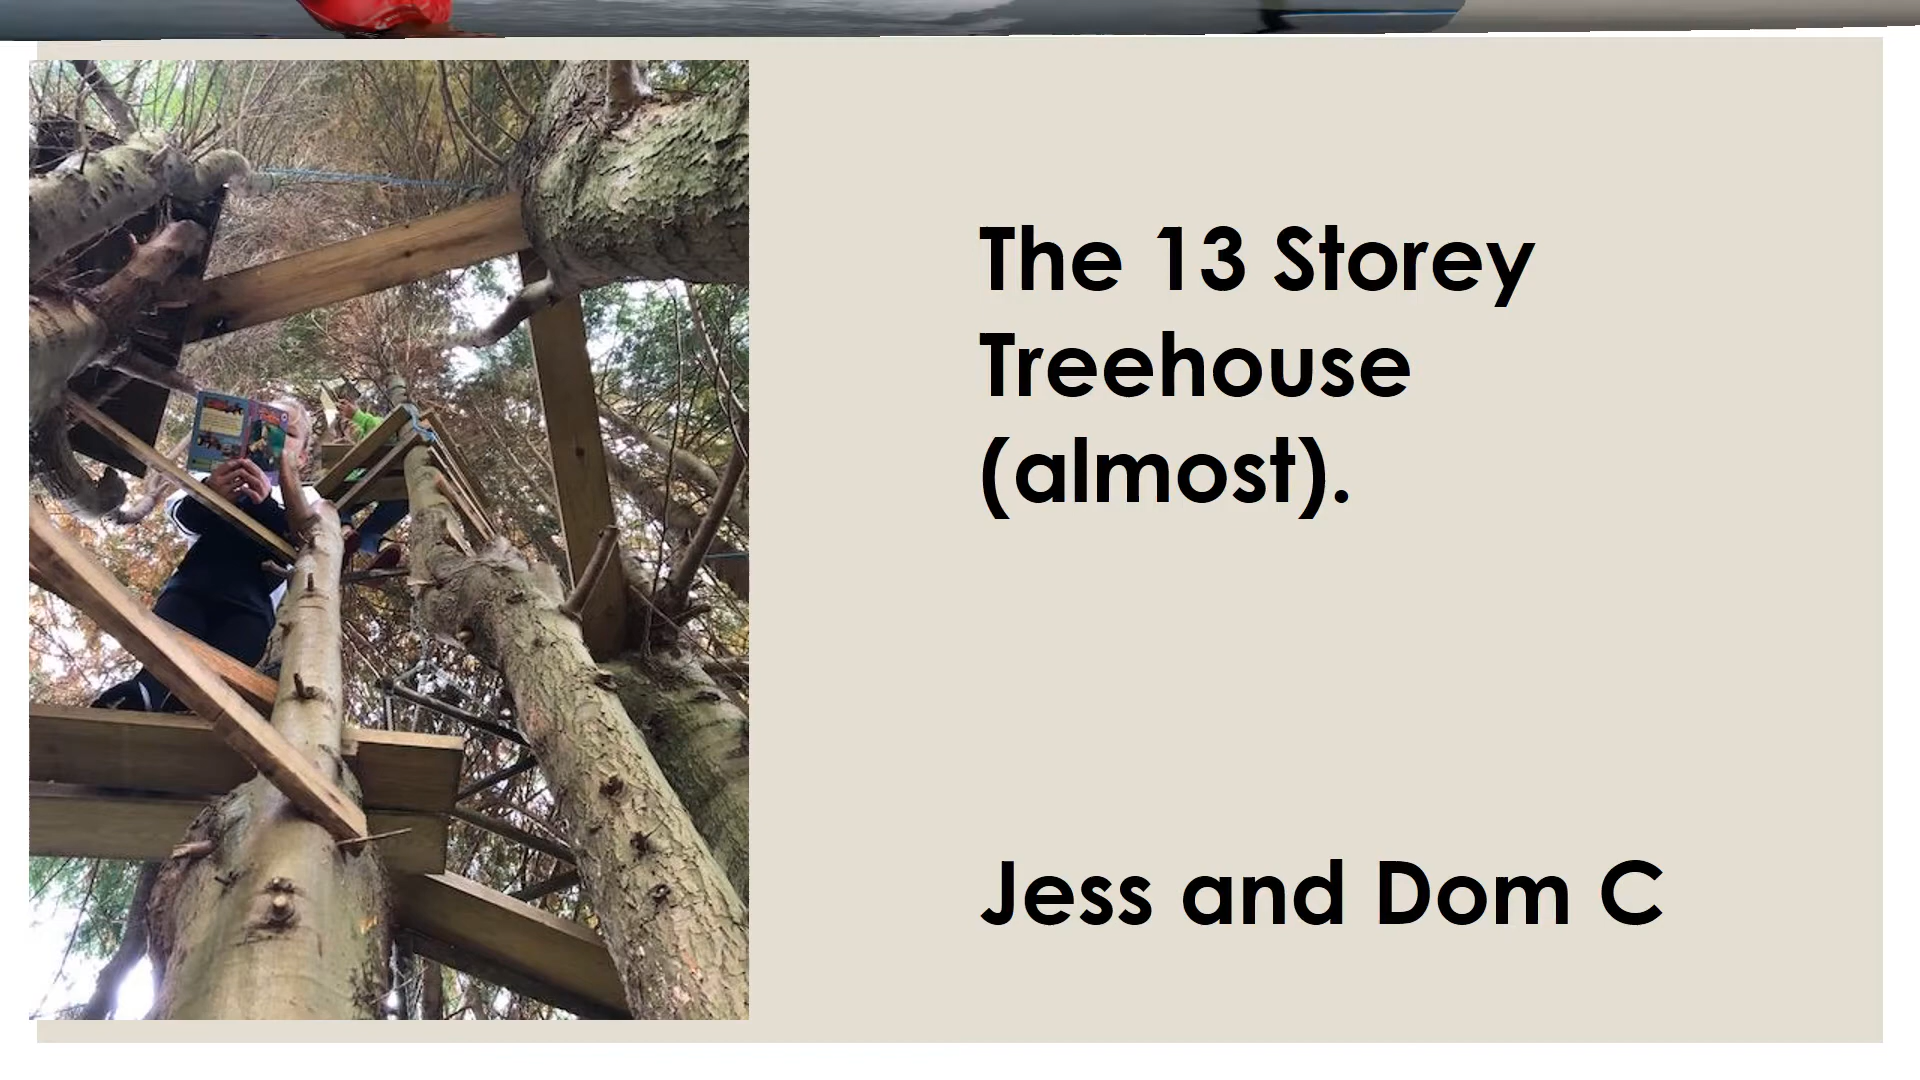 The 13 Storey
Treehouse
(almost).
Jess and Dom C